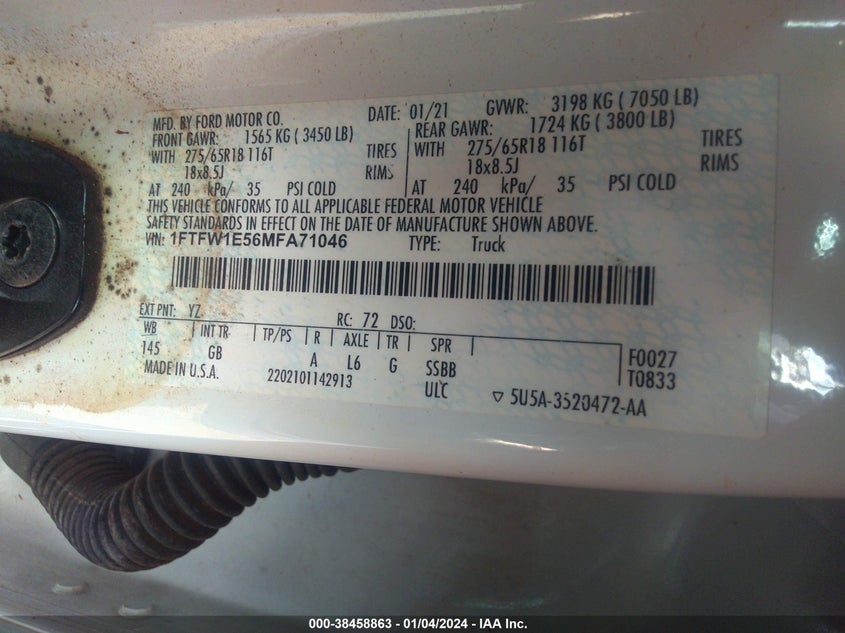 MFD. BY FORD MOTOR CO. DATE: 01/21 GVWR: 3198 KG ( 7050 LB)
FRONT GAWR: 1565 KG ( 3450 LB) REAR GAWR: 1724 KG ( 3800 LB)
WITH 275/65R18 116T TIRES WITH 275/65R18 116T TIRES
18x8.5J RIMS 18x8.5J RIMS
AT 240 kPa/ 35 PSI COLD AT 240 kPa/ 35 PSI COLD
THIS VEHICLE CONFORMS TO ALL APPLICABLE FEDERAL MOTOR VEHICLE
SAFETY STANDARDS IN EFFECT ON THE DATE OF MANUFACTURE SHOWN ABOVE.
VIN: 1FTFW1E56MFA71046 TYPE: Truck
EXT PNT: YZ RC: 72 DSO:
WB INT TR TP/PS R AXLE TR SPR
145 GB A L6 G SSBB F0027
MADE IN U.S.A. 2202101142913 ULC T0833
▽ 5U5A-3520472-AA
000-38458863 - 01/04/2024 - IAA Inc.